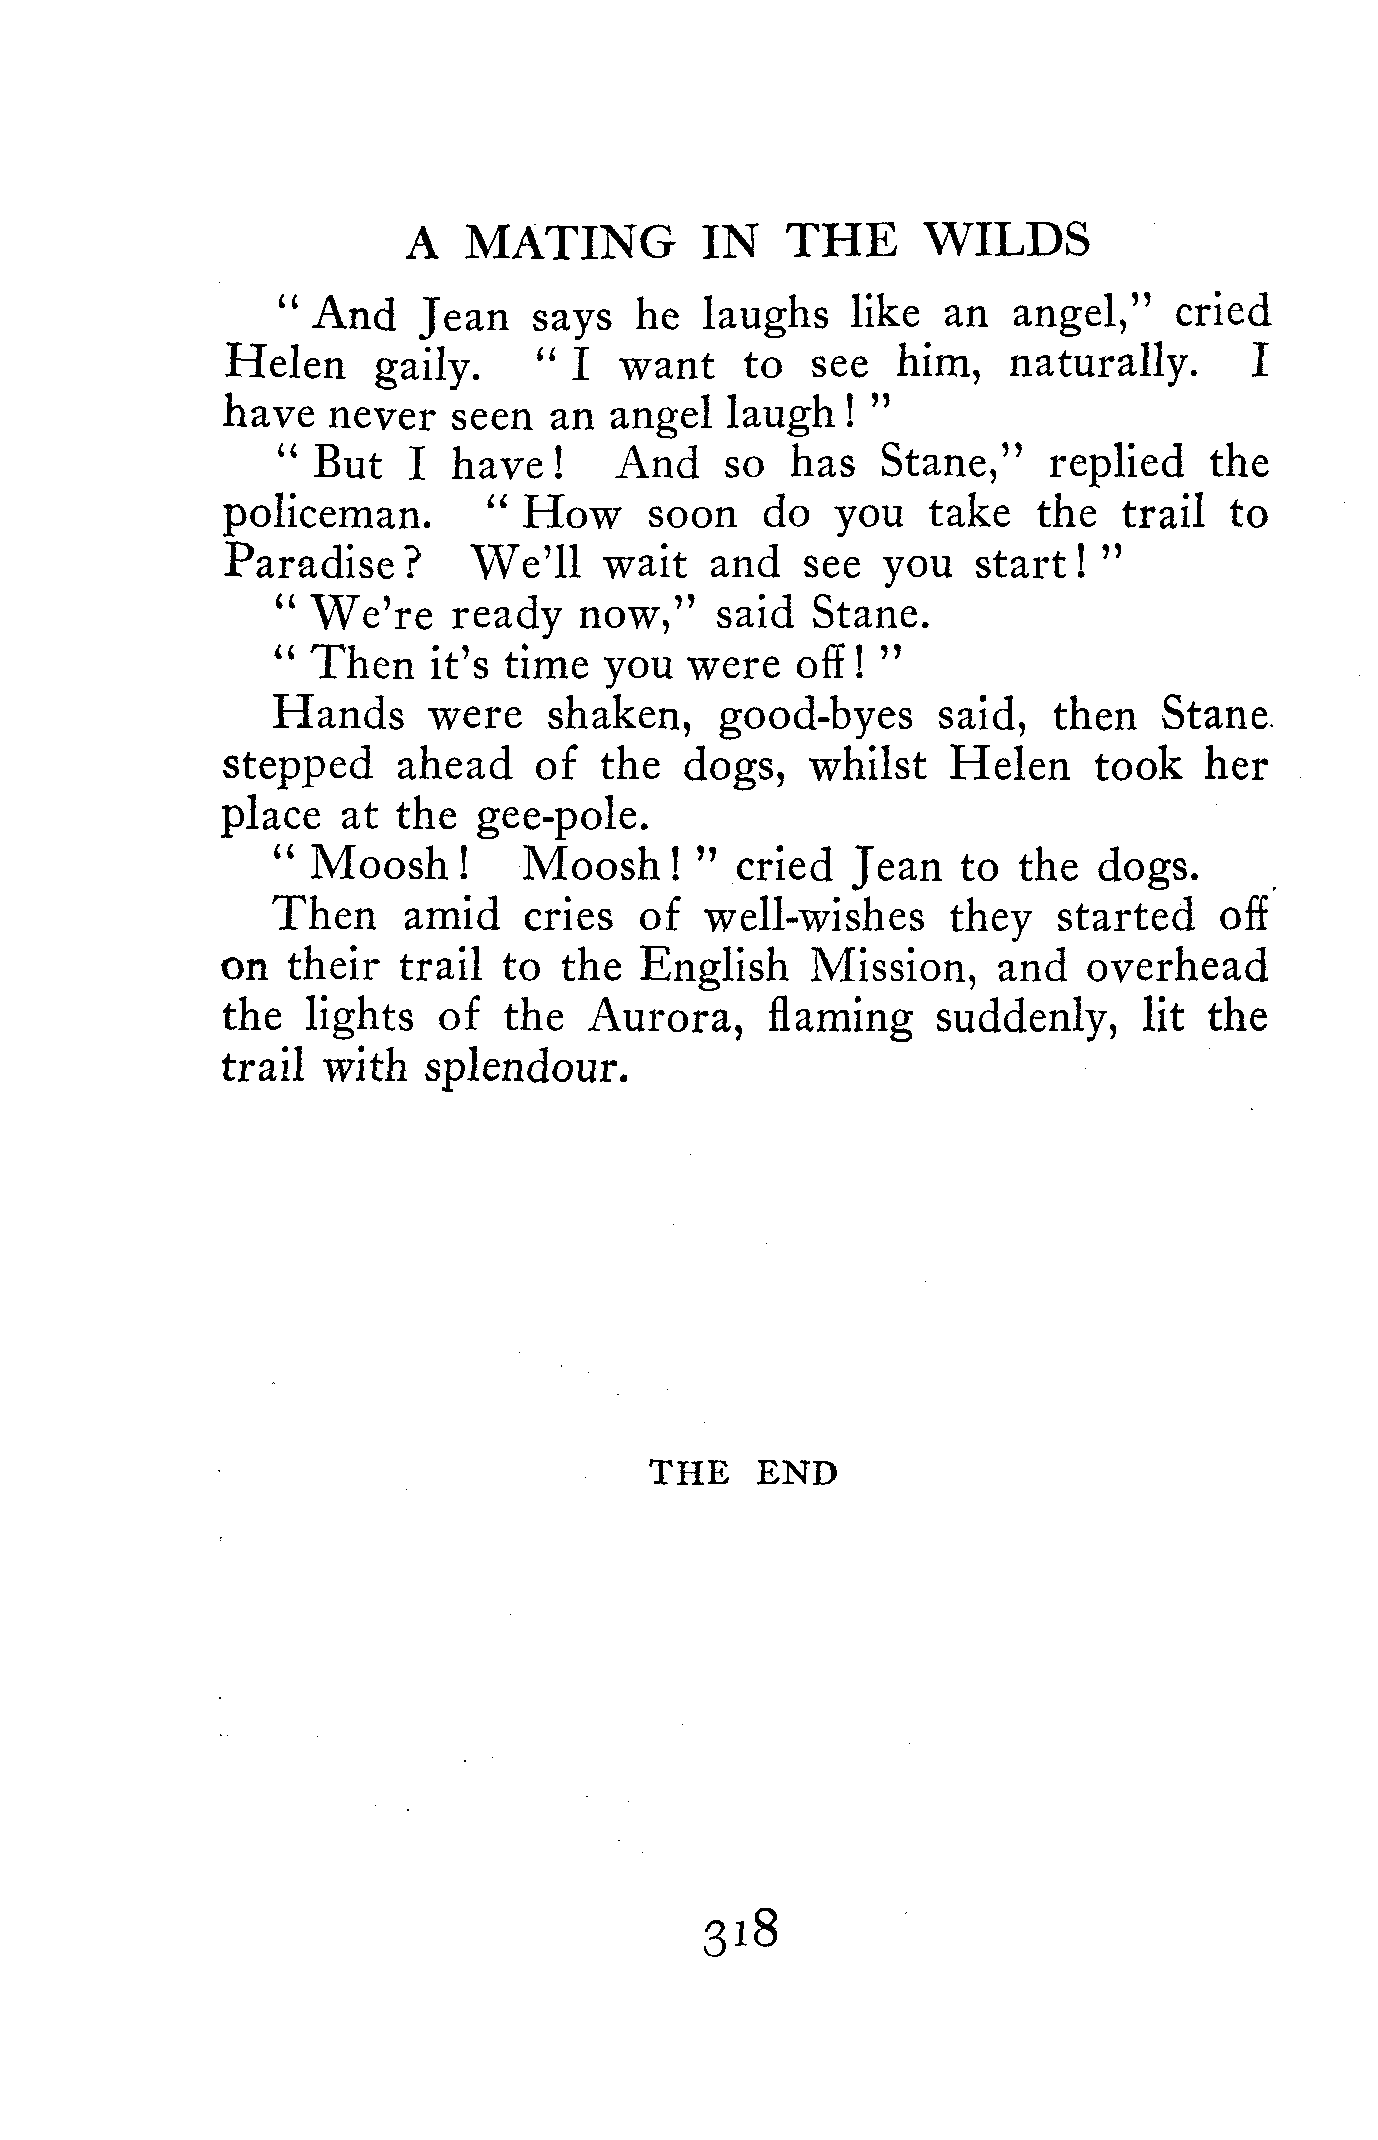 A MATING IN THE WILDS
“ And Jean says he laughs like an angel,” cried
Helen gaily. “ I want to see him, naturally. I
have never seen an angel laugh ! ”
“ But I have ! And so has Stane,” replied the
policeman. “ How soon do you take the trail to
Paradise ? We'll wait and see you start ! ”
“ We're ready now,” said Stane.
“ Then it's time you were off ! ”
Hands were shaken, good-byes said, then Stane
stepped ahead of the dogs, whilst Helen took her
place at the gee-pole.
“ Moosh ! Moosh ! ” cried Jean to the dogs.
Then amid cries of well-wishes they started off
on their trail to the English Mission, and overhead
the lights of the Aurora, flaming suddenly, lit the
trail with splendour.
THE END
318